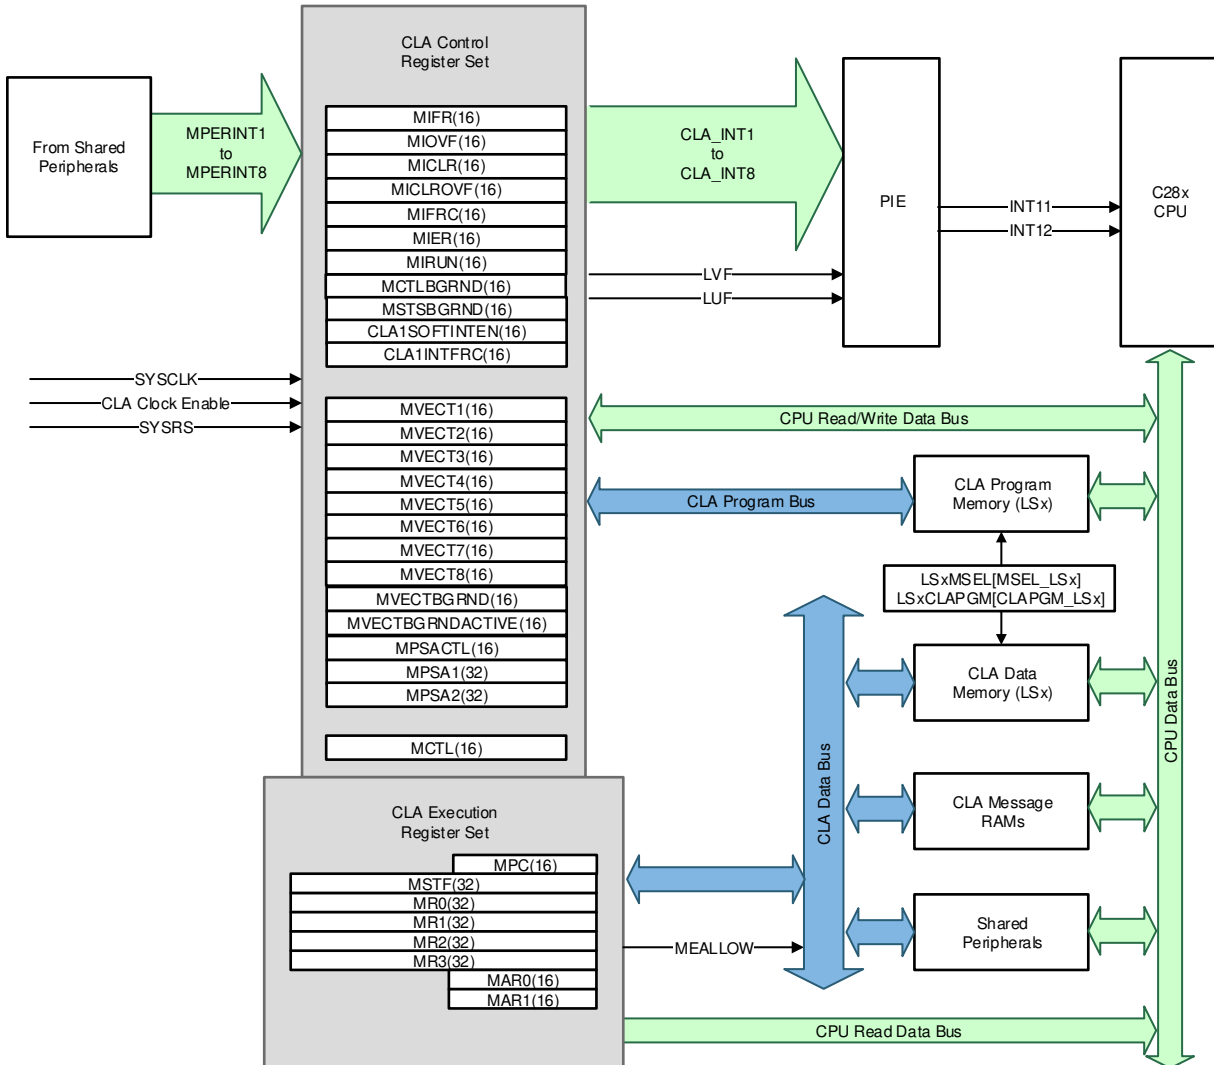 CLA Control
Register Set
From Shared
Peripherals
MPERINT1
to
MPERINT8
MIFR(16)
MIOVF(16)
MICLR(16)
MICLROVF(16)
MIFRC(16)
MIER(16)
MIRUN(16)
MCTLBGRND(16)
MSTSBGRND(16)
CLA1SOFTINTEN(16)
CLA1INTFRC(16)
CLA_INT1
to
CLA_INT8
LVF
LUF
PIE
INT11
INT12
C28x
CPU
SYSCLK
CLA Clock Enable
SYSRS
MVECT1(16)
MVECT2(16)
MVECT3(16)
MVECT4(16)
MVECT5(16)
MVECT6(16)
MVECT7(16)
MVECT8(16)
MVECTBGRND(16)
MVECTBGRNDACTIVE(16)
MPSACTL(16)
MPSA1(32)
MPSA2(32)
MCTL(16)
CPU Read/Write Data Bus
CLA Program Bus
CLA Program
Memory (LSx)
LSxMSEL[MSEL_LSx]
LSxCLAPGM[CLAPGM_LSx]
CLA Data
Memory (LSx)
CLA Message
RAMs
Shared
Peripherals
CLA Data Bus
CPU Data Bus
CLA Execution
Register Set
MPC(16)
MSTF(32)
MR0(32)
MR1(32)
MR2(32)
MR3(32)
MAR0(16)
MAR1(16)
MEALLOW
CPU Read Data Bus